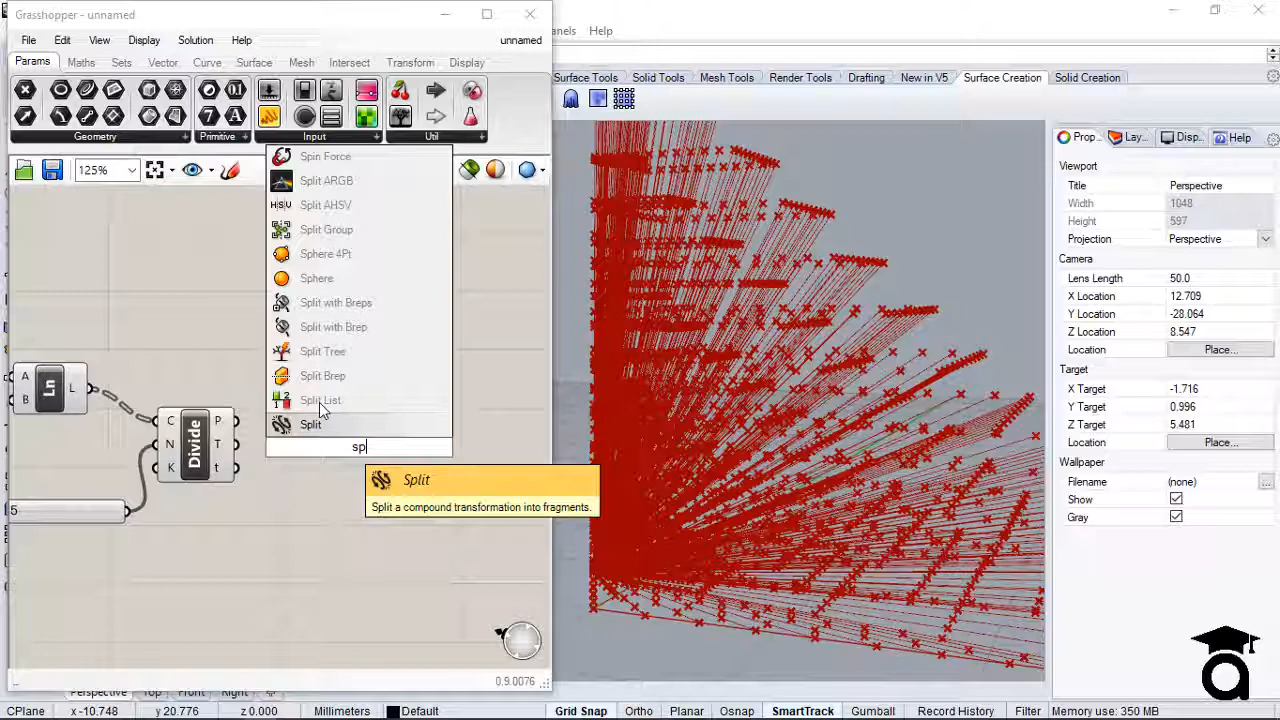 Grasshopper - unnamed
File Edit View Display Solution Help
unnamed
Params Maths Sets Vector Curve Surface Mesh Intersect Transform Display
Geometry Primitive Input Util
125%
Spin Force
Split ARGB
Split AHSV
Split Group
Sphere 4Pt
Sphere
Split with Breps
Split with Brep
Split Tree
Split Brep
Split List
Split
sp
Split
Split a compound transformation into fragments.
A
B
Ln
L
C
N
K
Divide
P
T
t
5
0.9.0076
anels Help
Surface Tools Solid Tools Mesh Tools Render Tools Drafting New in V5 Surface Creation Solid Creation
Prop... Lay... Disp... Help
Viewport
Title Perspective
Width 1048
Height 597
Projection Perspective
Camera
Lens Length 50.0
X Location 12.709
Y Location -28.064
Z Location 8.547
Location Place...
Target
X Target -1.716
Y Target 0.996
Z Target 5.481
Location Place...
Wallpaper
Filename (none) ...
Show
Gray
Perspective Top Front Right
CPlane x -10.748 y 20.776 z 0.000 Millimeters Default Grid Snap Ortho Planar Osnap SmartTrack Gumball Record History Filter Memory use: 350 MB